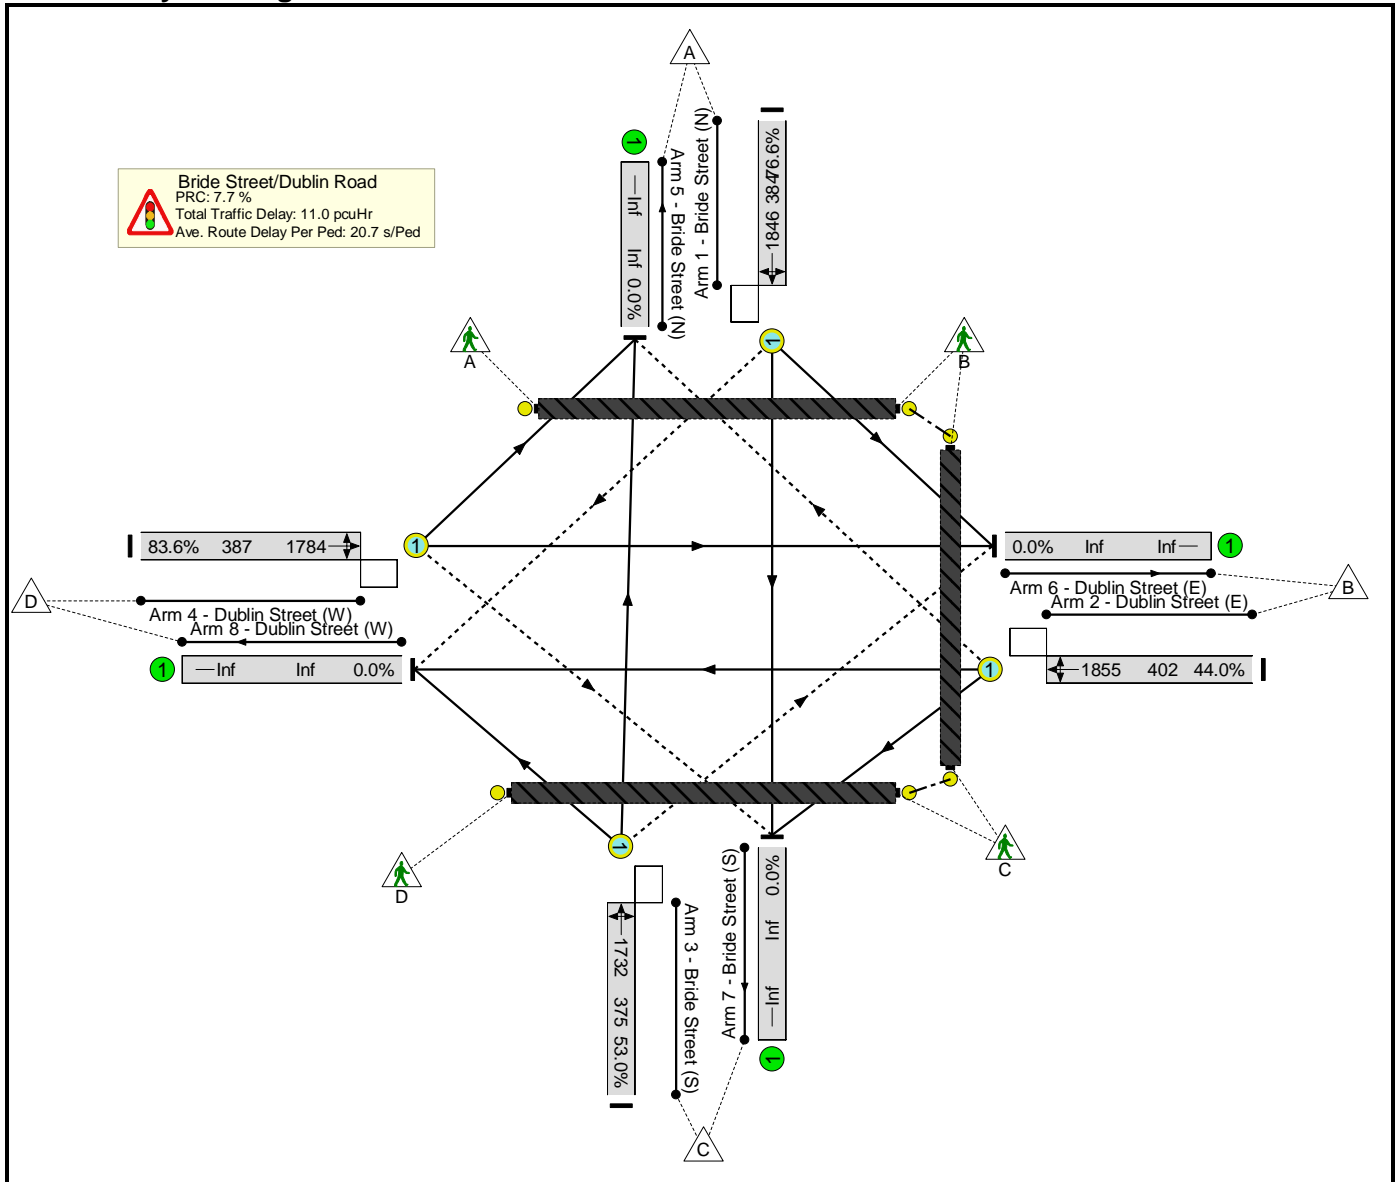 A
Bride Street/Dublin Road
PRC: 7.7 %
Total Traffic Delay: 11.0 pcuHr
Ave. Route Delay Per Ped: 20.7 s/Ped
1
Inf Inf 0.0%
Arm 5 - Bride Street (N)
Arm 1 - Bride Street (N)
1846 384 76.6%
A
B
1
83.6% 387 1784
1
0.0% Inf Inf
1
D
Arm 4 - Dublin Street (W)
Arm 8 - Dublin Street (W)
Arm 6 - Dublin Street (E)
Arm 2 - Dublin Street (E)
B
1
Inf Inf 0.0%
1
1855 402 44.0%
1
D
C
1732 375 53.0%
Arm 3 - Bride Street (S)
Arm 7 - Bride Street (S)
Inf Inf 0.0%
1
C